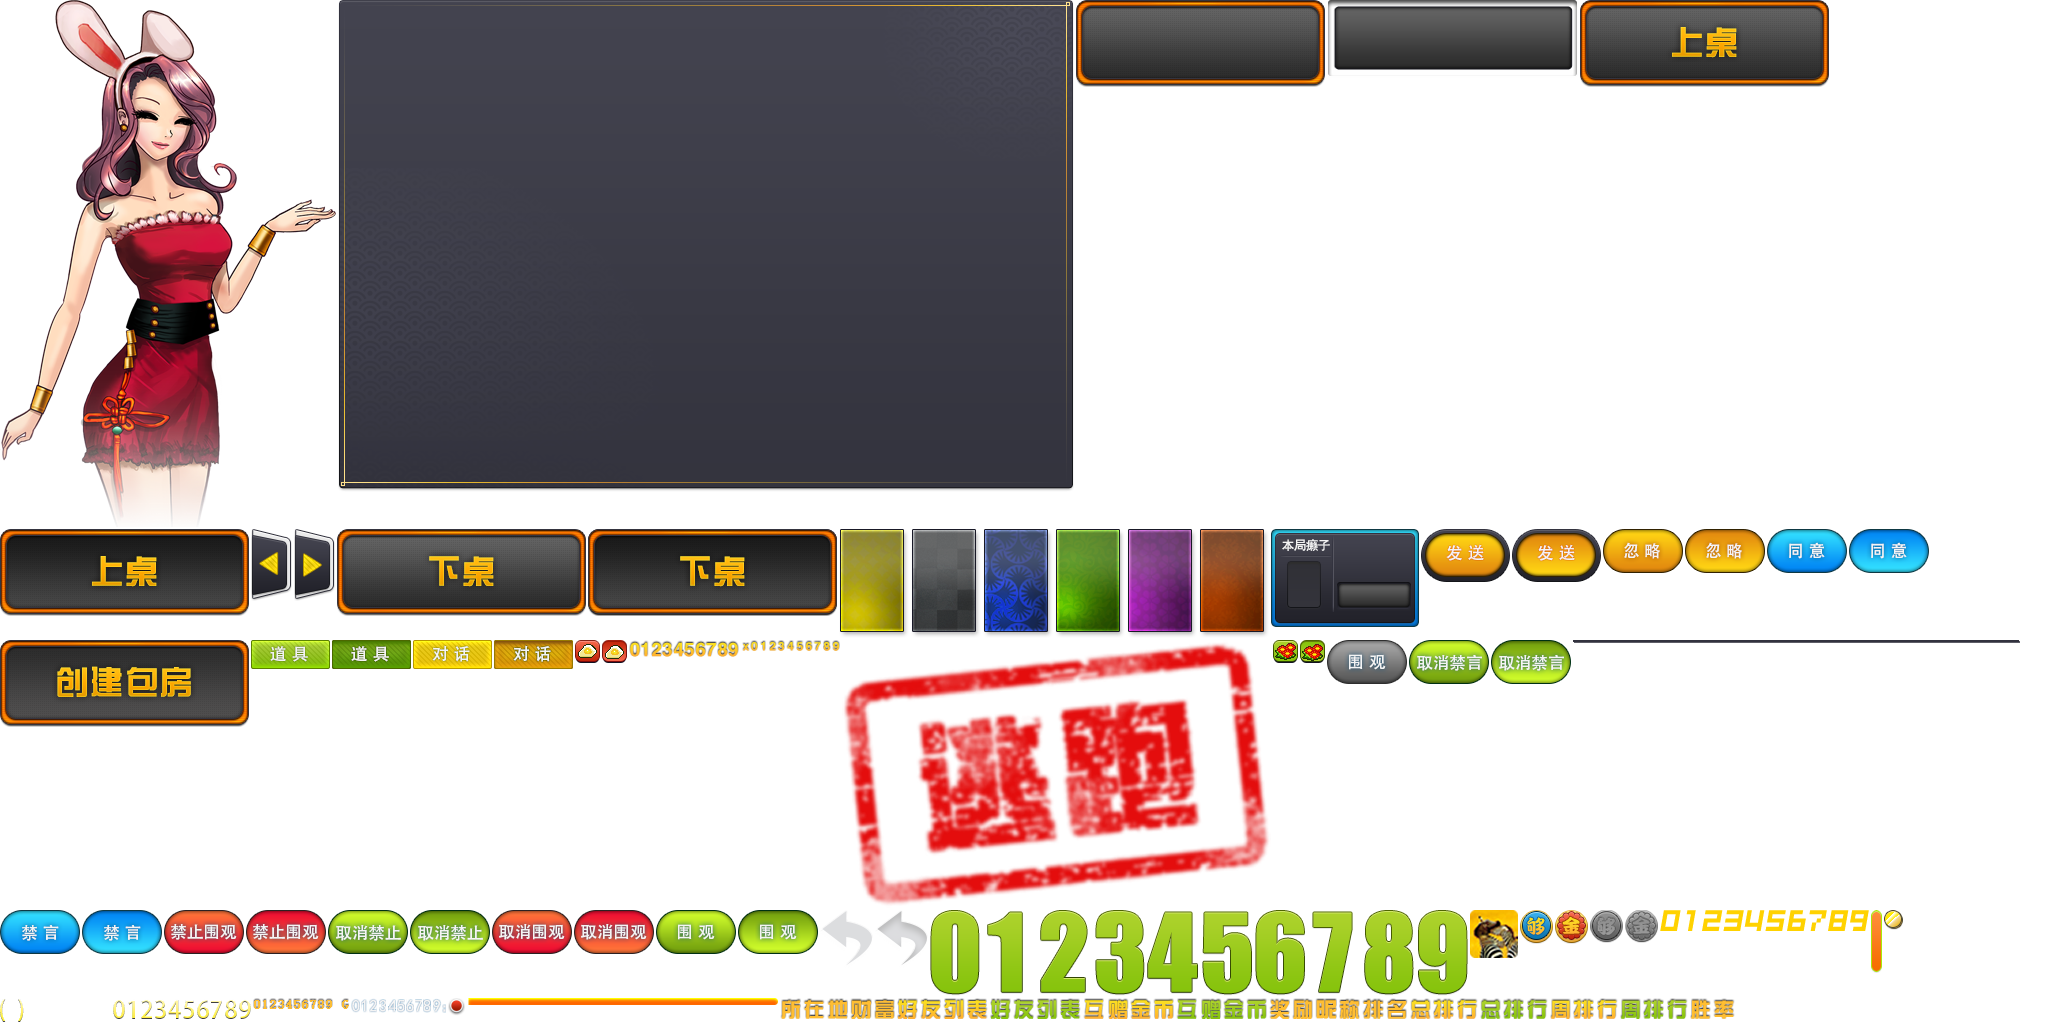 上桌
上桌
下桌
下桌
本局癞子
发送
发送
忽略
忽略
同意
同意
创建包房
道具
道具
对话
对话
0123456789
x0123456789
围观
取消禁言
取消禁言
逃跑
禁言
禁言
禁止围观
禁止围观
取消禁止
取消禁止
取消围观
取消围观
围观
围观
0123456789
够
金
够
金
0123456789
( )
0123456789
0123456789
0123456789:
所在地财富好友列表好友列表互赠金币互赠金币奖励昵称排名总排行总排行周排行周排行胜率